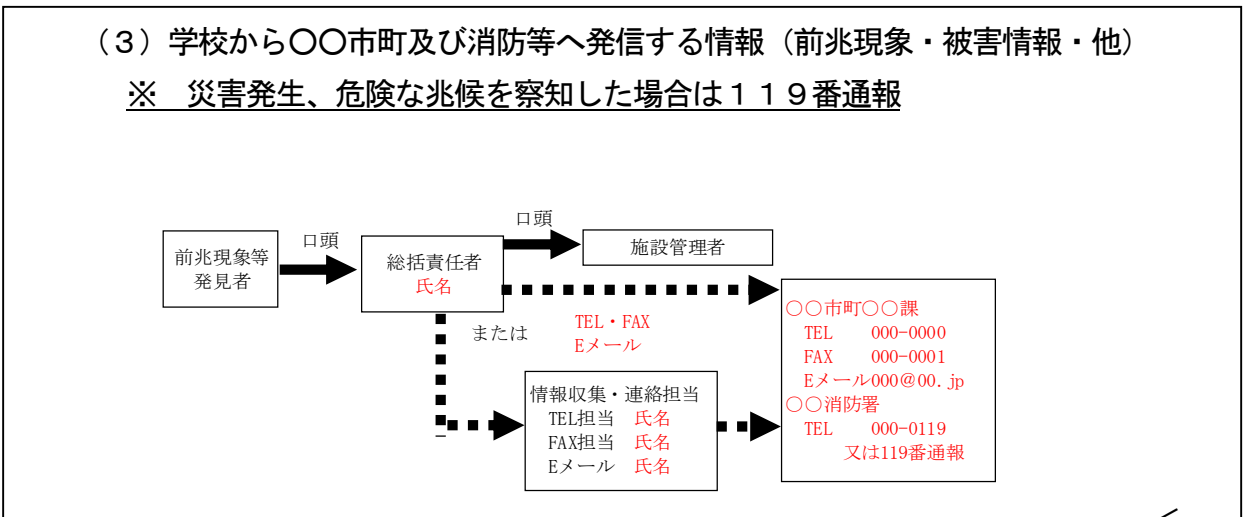 (3)学校から〇〇市町及び消防等へ発信する情報(前兆現象・被害情報・他)
※ 災害発生、危険な兆候を察知した場合は119番通報
口頭
口頭
前兆現象等
発見者
総括責任者
氏名
施設管理者
または
TEL・FAX
Eメール
〇〇市町〇〇課
TEL 000-0000
FAX 000-0001
Eメール000@00.jp
〇〇消防署
TEL 000-0119
又は119番通報
情報収集・連絡担当
TEL担当 氏名
FAX担当 氏名
Eメール 氏名